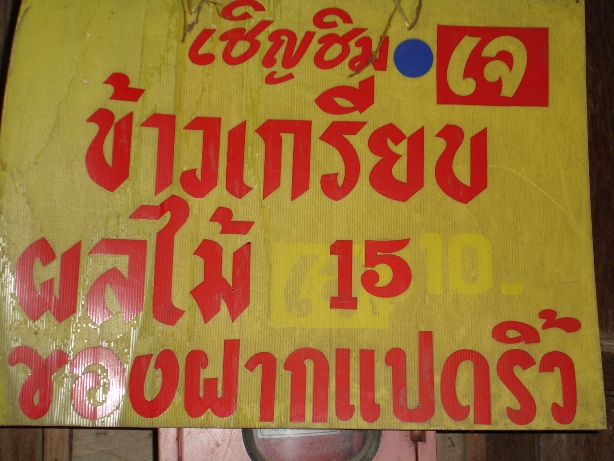 เชิญชิม เจ
ข้าวเกรียบ
ผลไม้ 15 10..
ของฝากแปดริ้ว